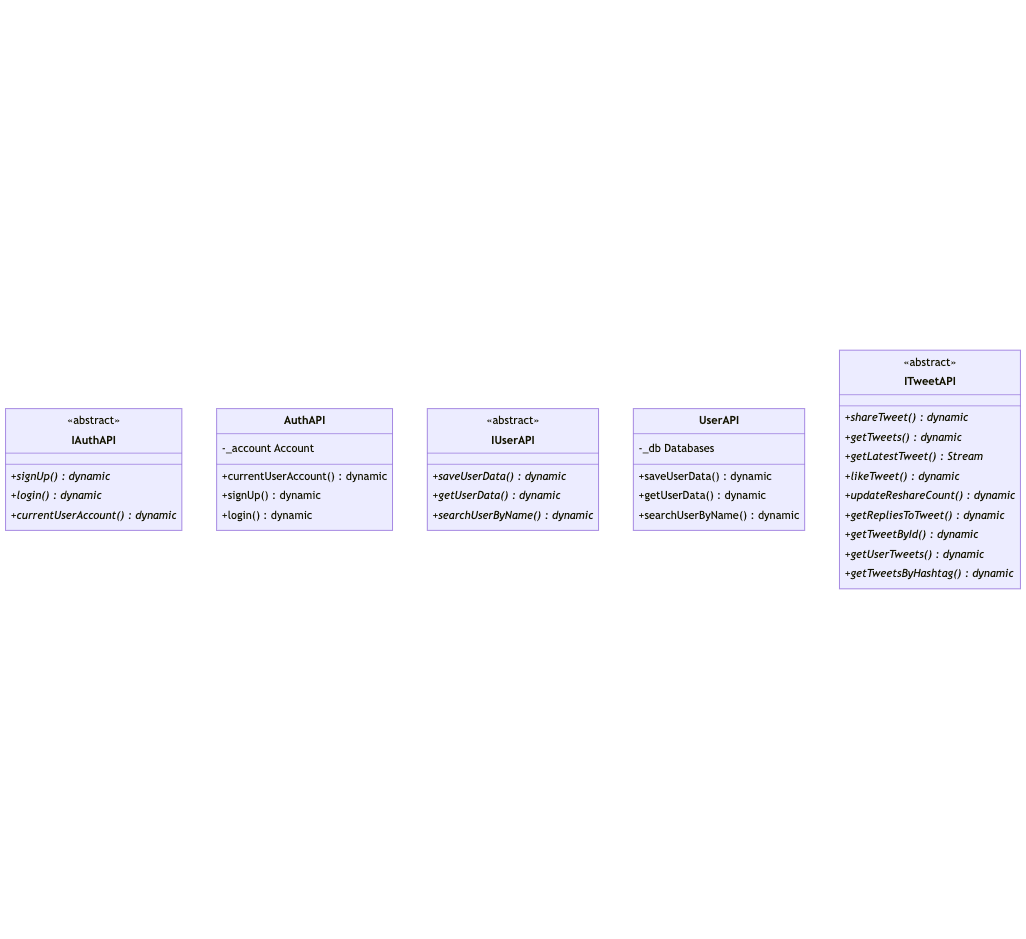 «abstract»
IAuthAPI
+signUp() : dynamic
+login() : dynamic
+currentUserAccount() : dynamic
AuthAPI
-_account Account
+currentUserAccount() : dynamic
+signUp() : dynamic
+login() : dynamic
«abstract»
IUserAPI
+saveUserData() : dynamic
+getUserData() : dynamic
+searchUserByName() : dynamic
UserAPI
-_db Databases
+saveUserData() : dynamic
+getUserData() : dynamic
+searchUserByName() : dynamic
«abstract»
ITweetAPI
+shareTweet() : dynamic
+getTweets() : dynamic
+getLatestTweet() : Stream
+likeTweet() : dynamic
+updateReshareCount() : dynamic
+getRepliesToTweet() : dynamic
+getTweetById() : dynamic
+getUserTweets() : dynamic
+getTweetsByHashtag() : dynamic